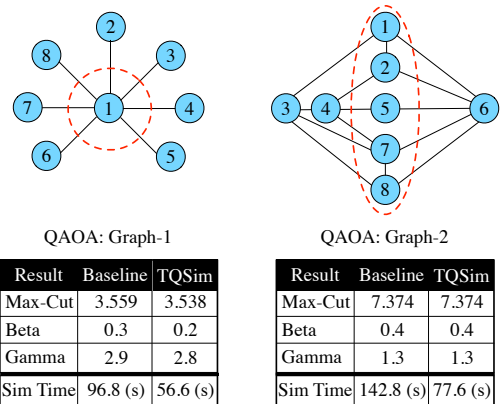 2
8
3
7
1
4
6
5
1
2
3
4
5
6
7
8
QAOA: Graph-1
QAOA: Graph-2
Result Baseline TQSim
Max-Cut 3.559 3.538
Beta 0.3 0.2
Gamma 2.9 2.8
Sim Time 96.8 (s) 56.6 (s)
Result Baseline TQSim
Max-Cut 7.374 7.374
Beta 0.4 0.4
Gamma 1.3 1.3
Sim Time 142.8 (s) 77.6 (s)